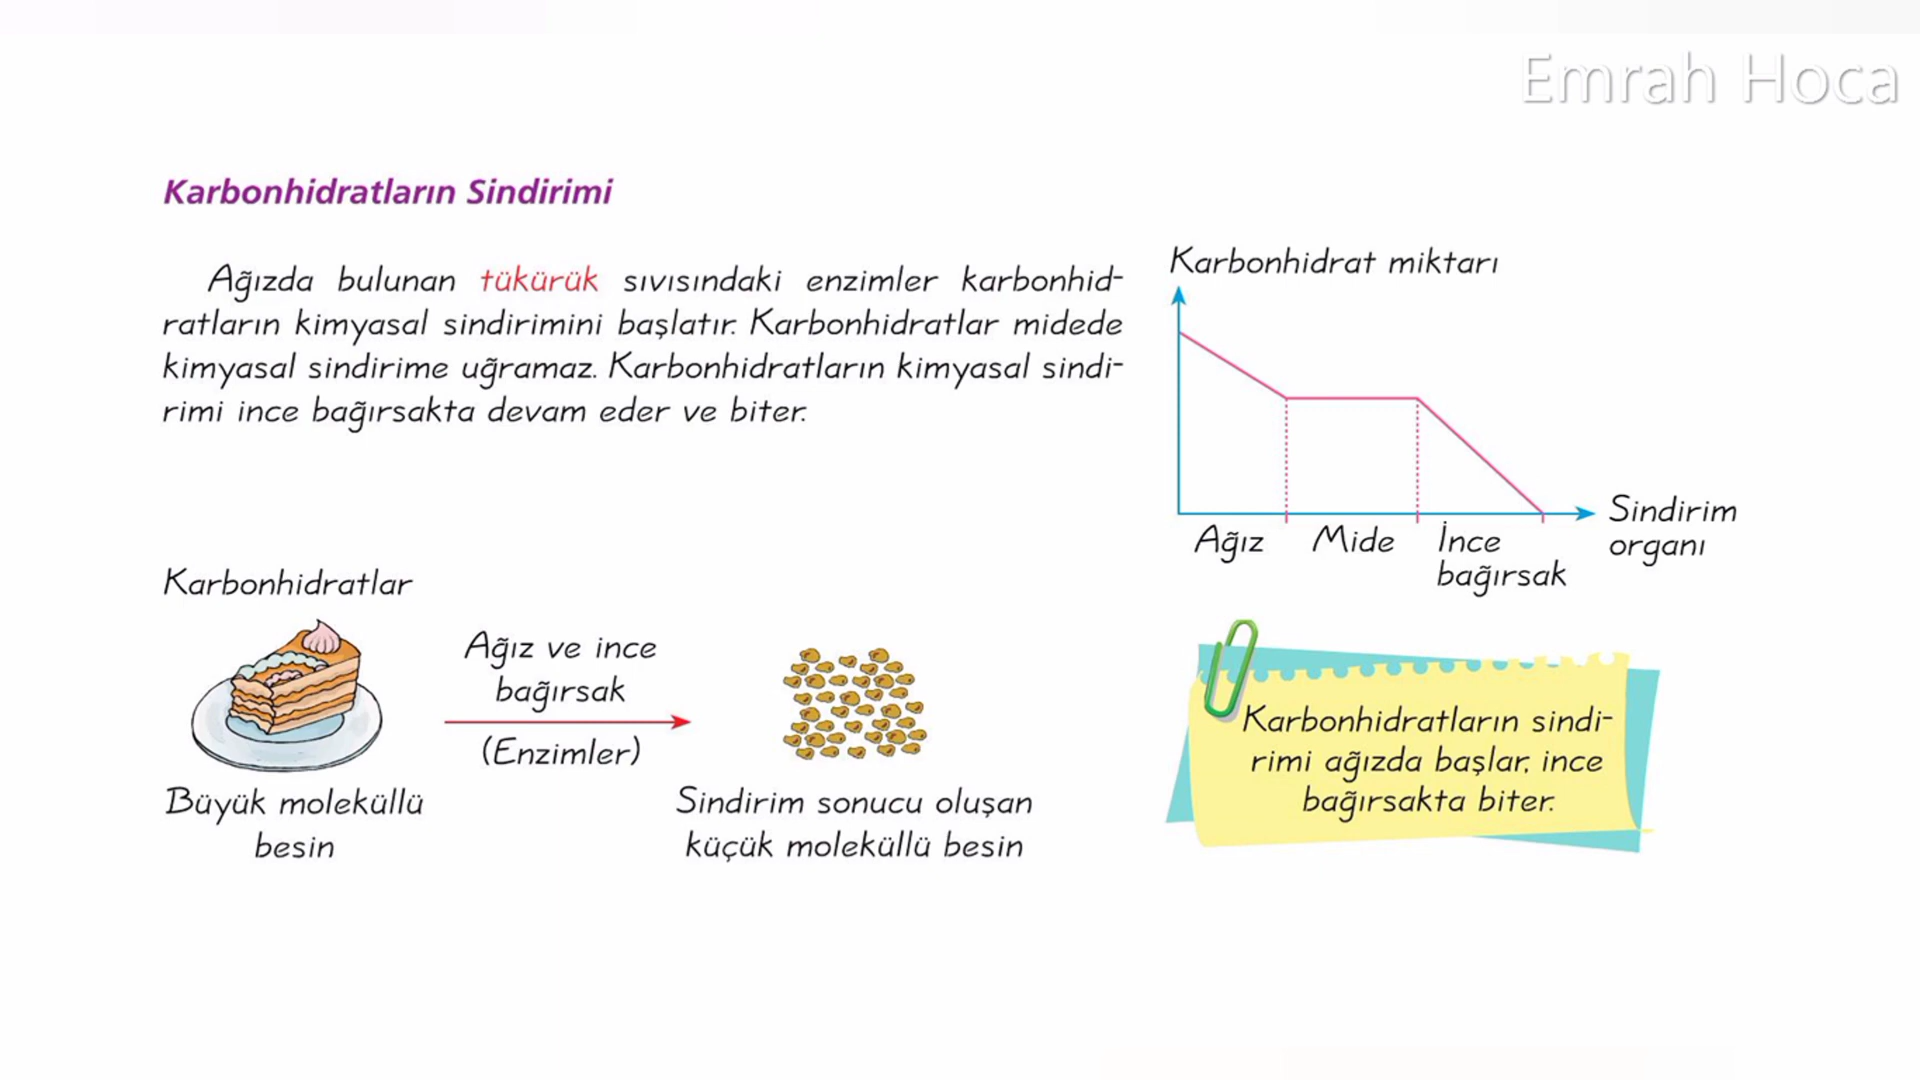 Emrah Hoca
Karbonhidratların Sindirimi
Ağızda bulunan tükürük sıvısındaki enzimler karbonhid-
ratların kimyasal sindirimini başlatır. Karbonhidratlar midede
kimyasal sindirime uğramaz. Karbonhidratların kimyasal sindi-
rimi ince bağırsakta devam eder ve biter.
Karbonhidrat miktarı
Sindirim
organı
Ağız
Mide
İnce
bağırsak
Karbonhidratlar
Ağız ve ince
bağırsak
(Enzimler)
Büyük moleküllü
besin
Sindirim sonucu oluşan
küçük moleküllü besin
Karbonhidratların sindi-
rimi ağızda başlar, ince
bağırsakta biter.